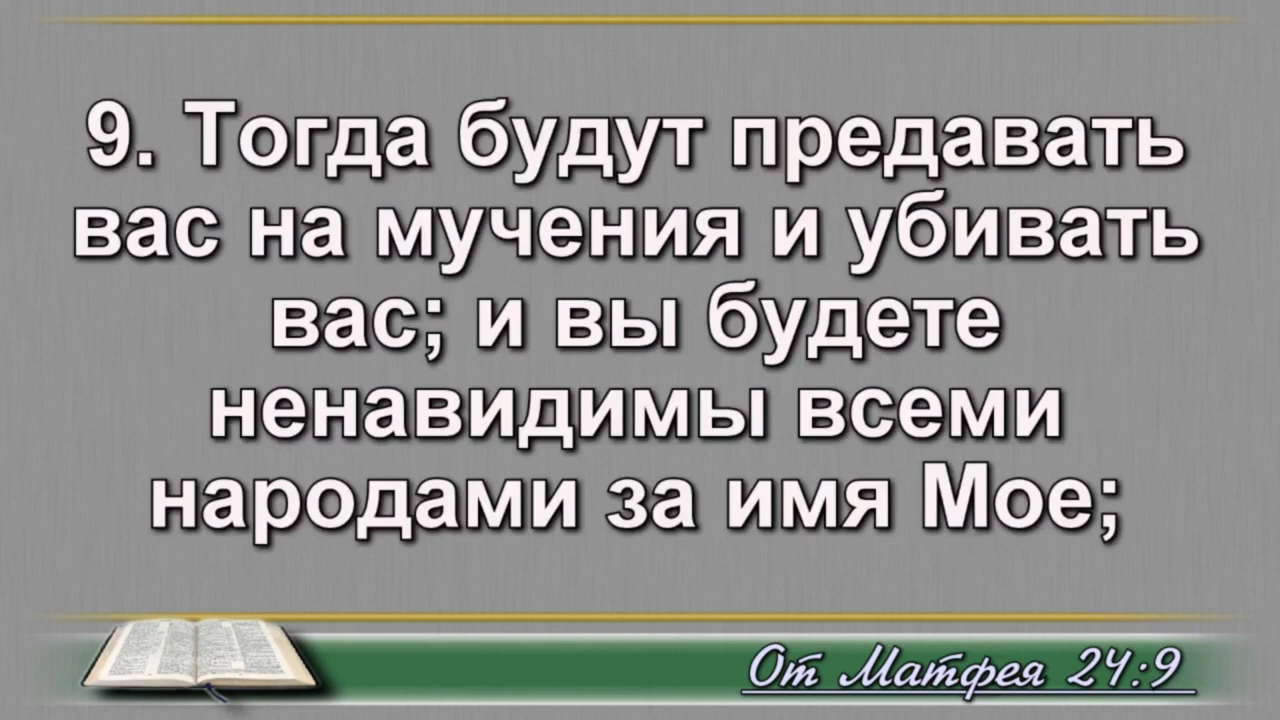 9. Тогда будут предавать
вас на мучения и убивать
вас; и вы будете
ненавидимы всеми
народами за имя Мое;
От Матфея 24:9